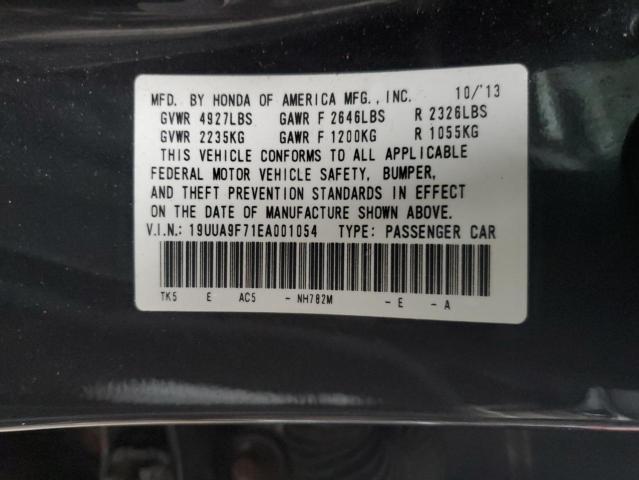 MFD. BY HONDA OF AMERICA MFG., INC. 10/'13
GVWR 4927LBS GAWR F 2646LBS R 2326LBS
GVWR 2235KG GAWR F 1200KG R 1055KG
THIS VEHICLE CONFORMS TO ALL APPLICABLE
FEDERAL MOTOR VEHICLE SAFETY, BUMPER,
AND THEFT PREVENTION STANDARDS IN EFFECT
ON THE DATE OF MANUFACTURE SHOWN ABOVE.
V.I.N.: 19UUA9F71EA001054 TYPE: PASSENGER CAR
TK5 E AC5 - NH782M - E - A